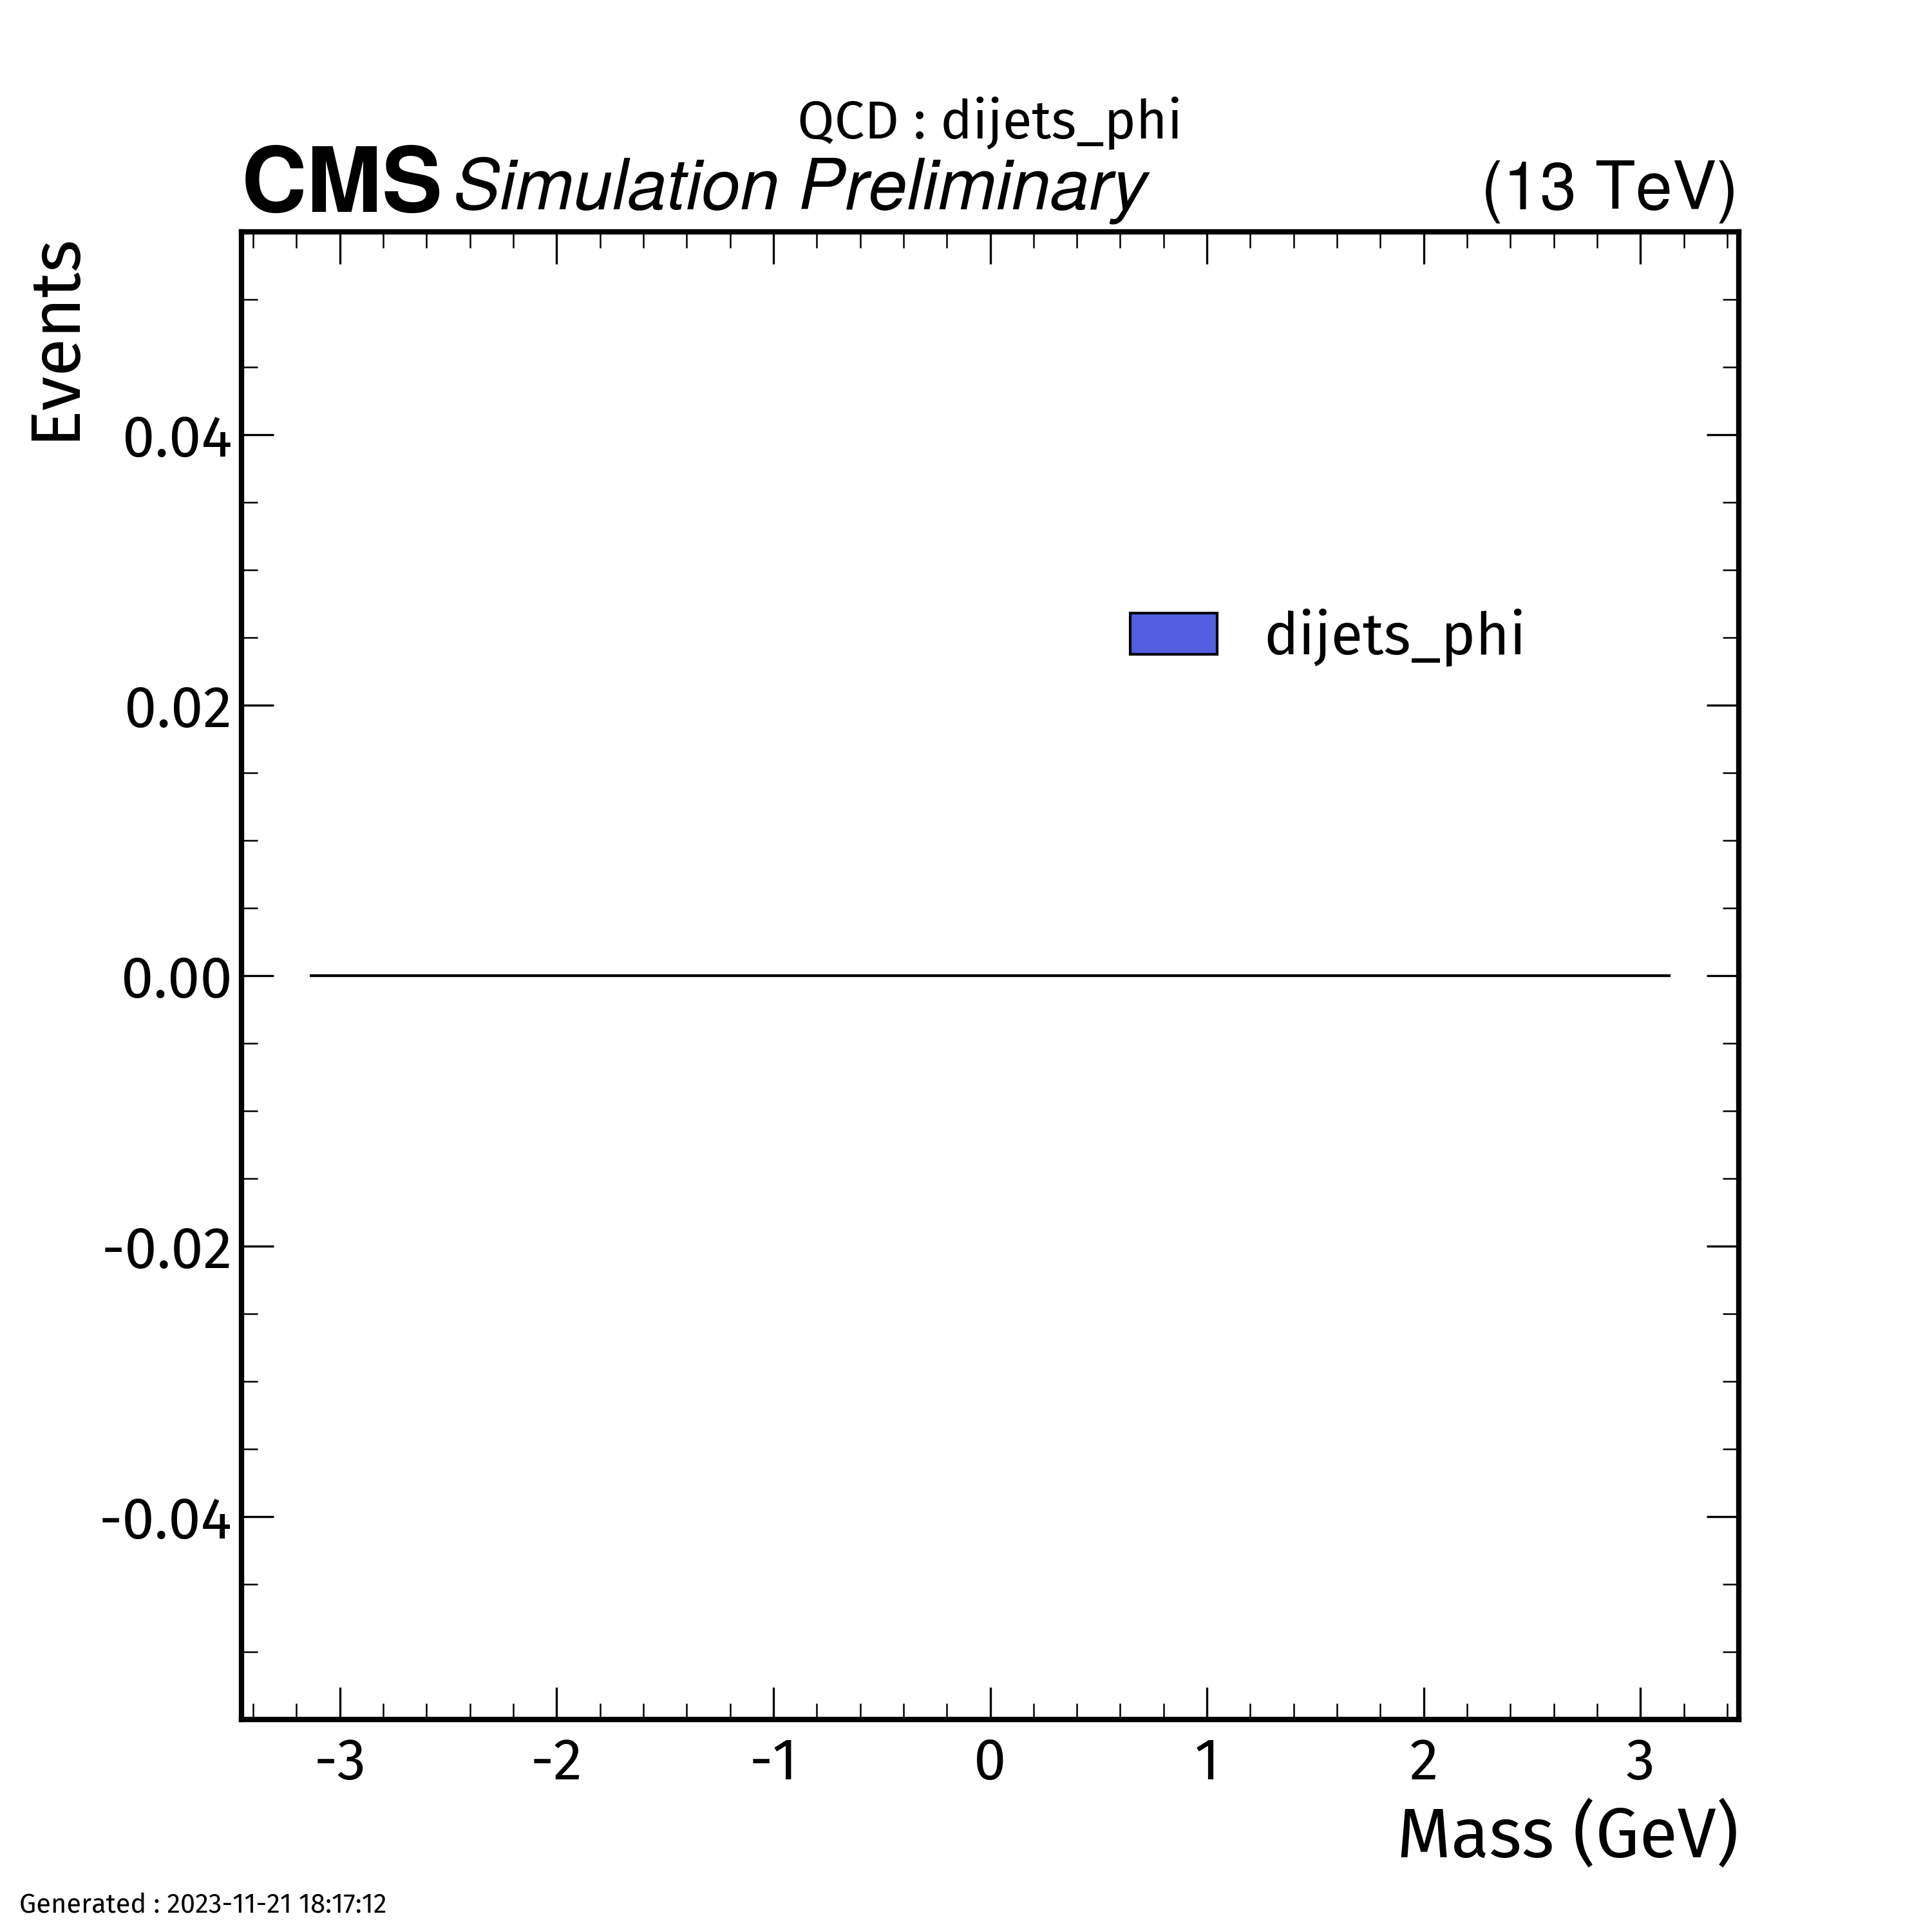 QCD : dijets_phi
CMS Simulation Preliminary
(13 TeV)
Events
dijets_phi
0.04
0.02
0.00
-0.02
-0.04
-3
-2
-1
0
1
2
3
Mass (GeV)
Generated : 2023-11-21 18:17:12